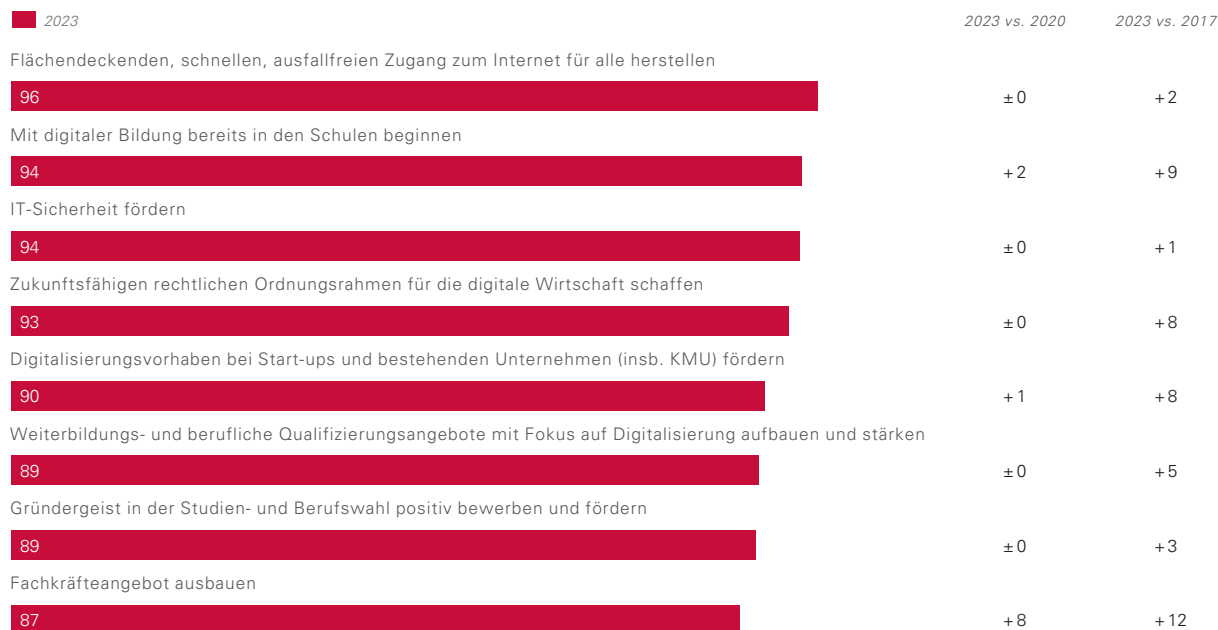 2023 2023 vs. 2020 2023 vs. 2017
Flächendeckenden, schnellen, ausfallfreien Zugang zum Internet für alle herstellen
96 ±0 +2
Mit digitaler Bildung bereits in den Schulen beginnen
94 +2 +9
IT-Sicherheit fördern
94 ±0 +1
Zukunftsfähigen rechtlichen Ordnungsrahmen für die digitale Wirtschaft schaffen
93 ±0 +8
Digitalisierungsvorhaben bei Start-ups und bestehenden Unternehmen (insb. KMU) fördern
90 +1 +8
Weiterbildungs- und berufliche Qualifizierungsangebote mit Fokus auf Digitalisierung aufbauen und stärken
89 ±0 +5
Gründergeist in der Studien- und Berufswahl positiv bewerben und fördern
89 ±0 +3
Fachkräfteangebot ausbauen
87 +8 +12